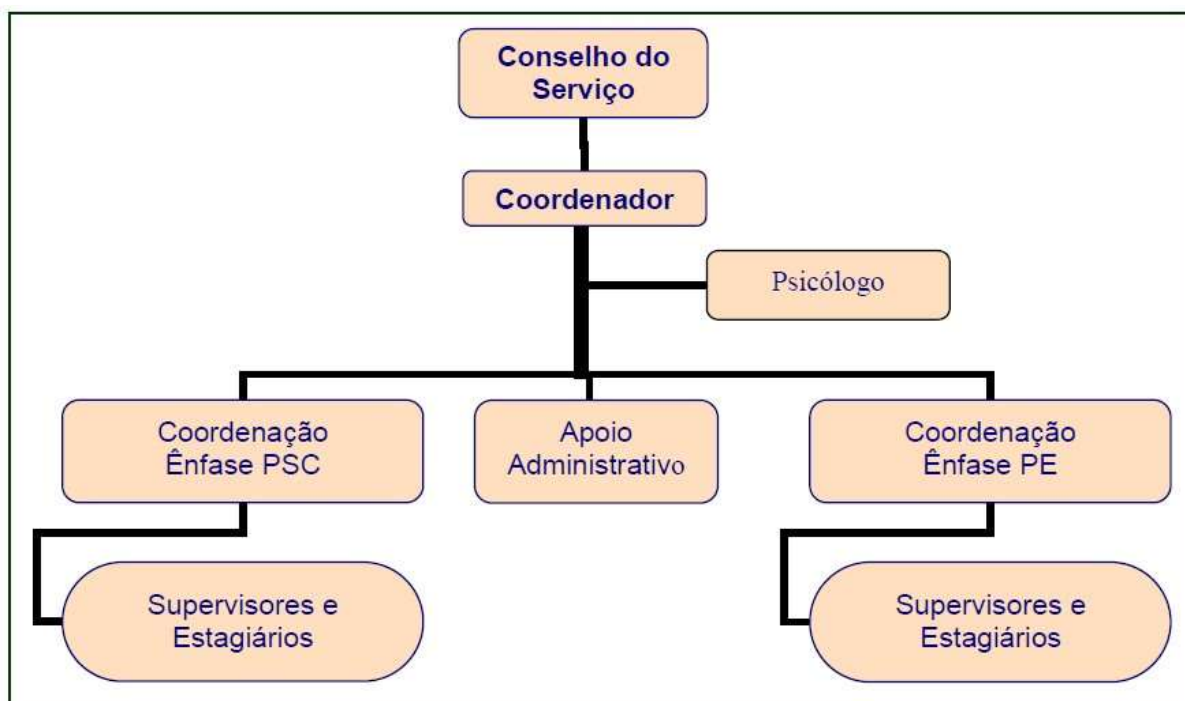 Conselho do
Serviço
Coordenador
Psicólogo
Coordenação
Ênfase PSC
Apoio
Administrativo
Coordenação
Ênfase PE
Supervisores e
Estagiários
Supervisores e
Estagiários